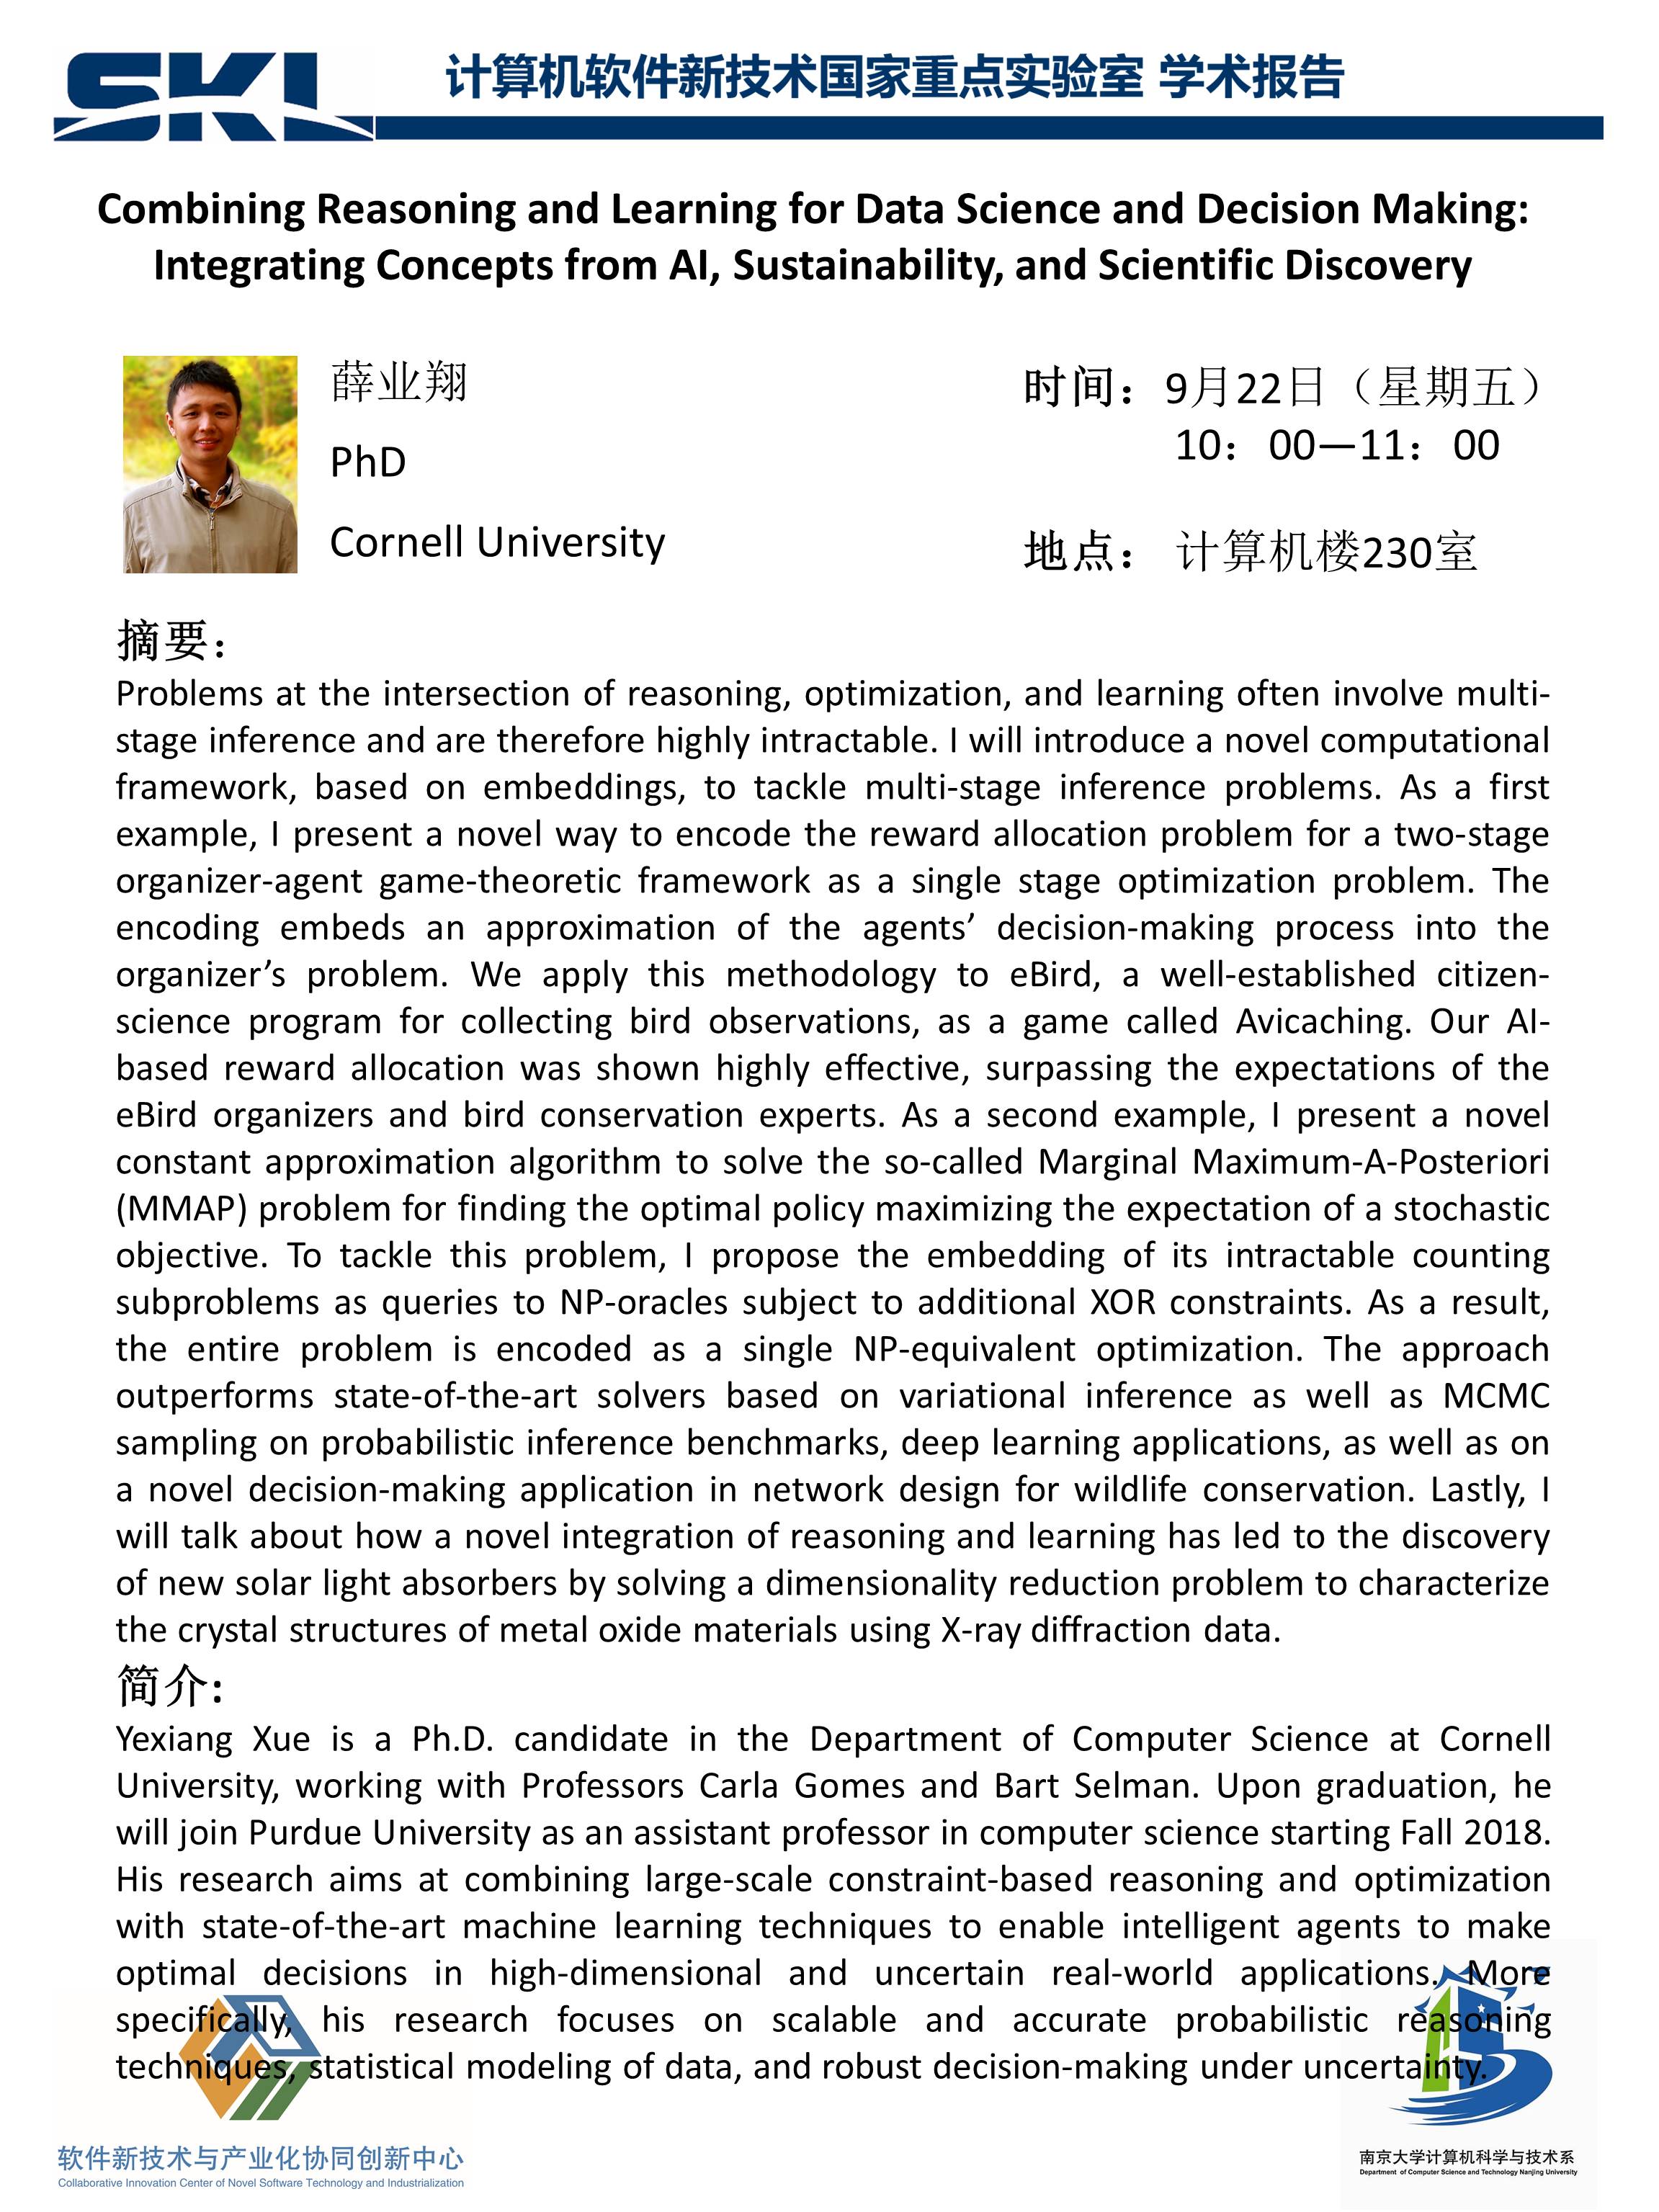 SKL
计算机软件新技术国家重点实验室 学术报告
Combining Reasoning and Learning for Data Science and Decision Making:
Integrating Concepts from AI, Sustainability, and Scientific Discovery
薛业翔
PhD
Cornell University
时间：9月22日（星期五）
10：00—11：00
地点： 计算机楼230室
摘要：
Problems at the intersection of reasoning, optimization, and learning often involve multi-
stage inference and are therefore highly intractable. I will introduce a novel computational
framework, based on embeddings, to tackle multi-stage inference problems. As a first
example, I present a novel way to encode the reward allocation problem for a two-stage
organizer-agent game-theoretic framework as a single stage optimization problem. The
encoding embeds an approximation of the agents’ decision-making process into the
organizer’s problem. We apply this methodology to eBird, a well-established citizen-
science program for collecting bird observations, as a game called Avicaching. Our AI-
based reward allocation was shown highly effective, surpassing the expectations of the
eBird organizers and bird conservation experts. As a second example, I present a novel
constant approximation algorithm to solve the so-called Marginal Maximum-A-Posteriori
(MMAP) problem for finding the optimal policy maximizing the expectation of a stochastic
objective. To tackle this problem, I propose the embedding of its intractable counting
subproblems as queries to NP-oracles subject to additional XOR constraints. As a result,
the entire problem is encoded as a single NP-equivalent optimization. The approach
outperforms state-of-the-art solvers based on variational inference as well as MCMC
sampling on probabilistic inference benchmarks, deep learning applications, as well as on
a novel decision-making application in network design for wildlife conservation. Lastly, I
will talk about how a novel integration of reasoning and learning has led to the discovery
of new solar light absorbers by solving a dimensionality reduction problem to characterize
the crystal structures of metal oxide materials using X-ray diffraction data.
简介:
Yexiang Xue is a Ph.D. candidate in the Department of Computer Science at Cornell
University, working with Professors Carla Gomes and Bart Selman. Upon graduation, he
will join Purdue University as an assistant professor in computer science starting Fall 2018.
His research aims at combining large-scale constraint-based reasoning and optimization
with state-of-the-art machine learning techniques to enable intelligent agents to make
optimal decisions in high-dimensional and uncertain real-world applications. More
specifically, his research focuses on scalable and accurate probabilistic reasoning
techniques, statistical modeling of data, and robust decision-making under uncertainty.
软件新技术与产业化协同创新中心
Collaborative Innovation Center of Novel Software Technology and Industrialization
南京大学计算机科学与技术系
Department of Computer Science and Technology Nanjing University